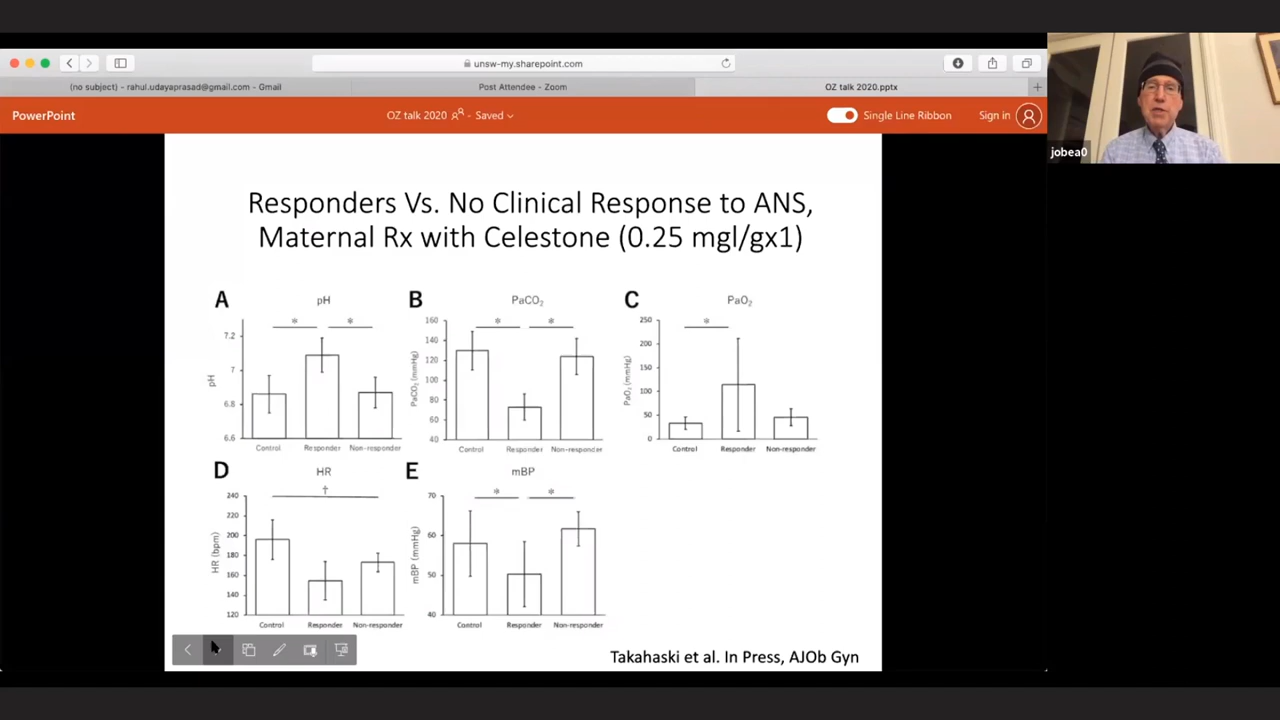 unsw-my.sharepoint.com
(no subject) - rahul.udayaprasad@gmail.com - Gmail
Post Attendee - Zoom
OZ talk 2020.pptx
PowerPoint
OZ talk 2020
- Saved
Single Line Ribbon
Sign in
jobea0
Responders Vs. No Clinical Response to ANS,
Maternal Rx with Celestone (0.25 mgl/gx1)
A
pH
*
*
7.2
7
6.8
6.6
pH
Control
Responder
Non-responder
B
PaCO₂
*
*
160
140
120
100
80
60
40
PaCO₂ (mmHg)
Control
Responder
Non-responder
C
PaO₂
*
250
200
150
100
50
0
PaO₂ (mmHg)
Control
Responder
Non-responder
D
HR
†
240
220
200
180
160
140
120
HR (bpm)
Control
Responder
Non-responder
E
mBP
*
*
70
60
50
40
mBP (mmHg)
Control
Responder
Non-responder
Takahaski et al. In Press, AJOb Gyn